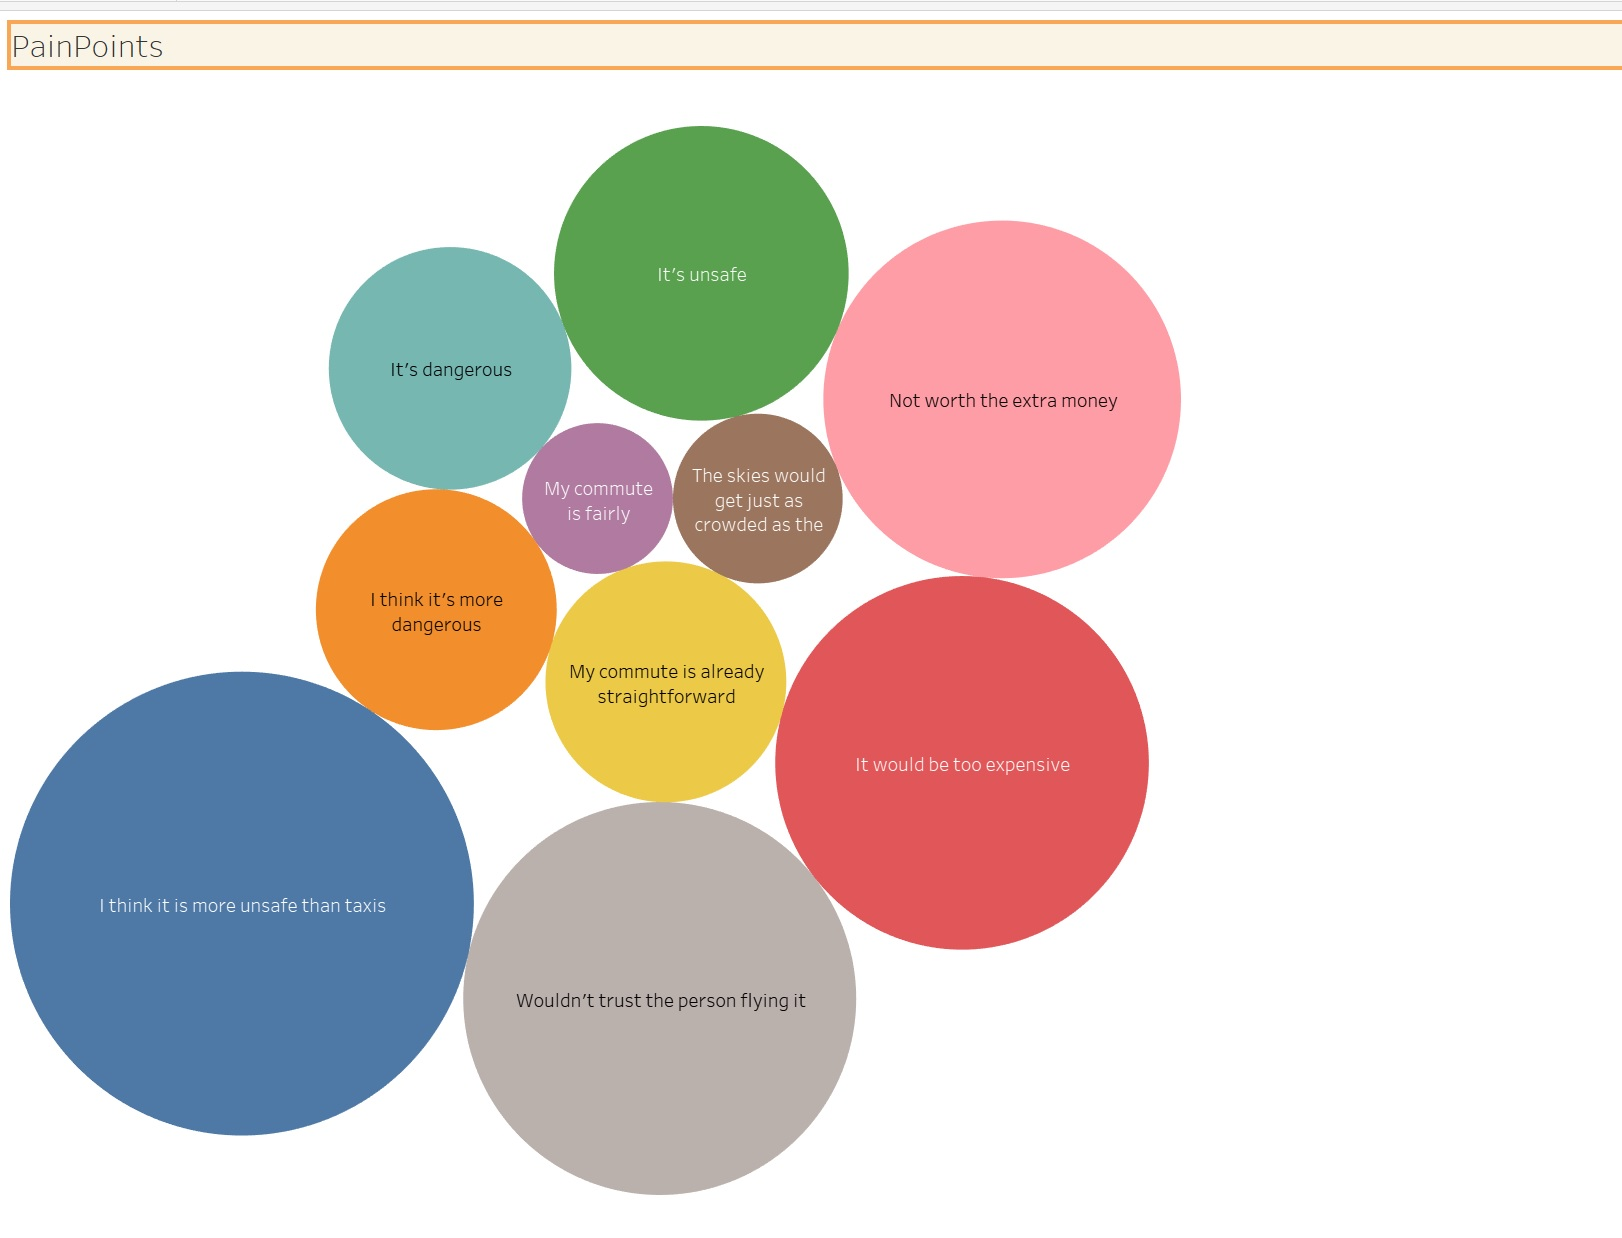 PainPoints
It’s unsafe
It’s dangerous
Not worth the extra money
My commute
is fairly
The skies would
get just as
crowded as the
I think it’s more
dangerous
My commute is already
straightforward
It would be too expensive
I think it is more unsafe than taxis
Wouldn’t trust the person flying it